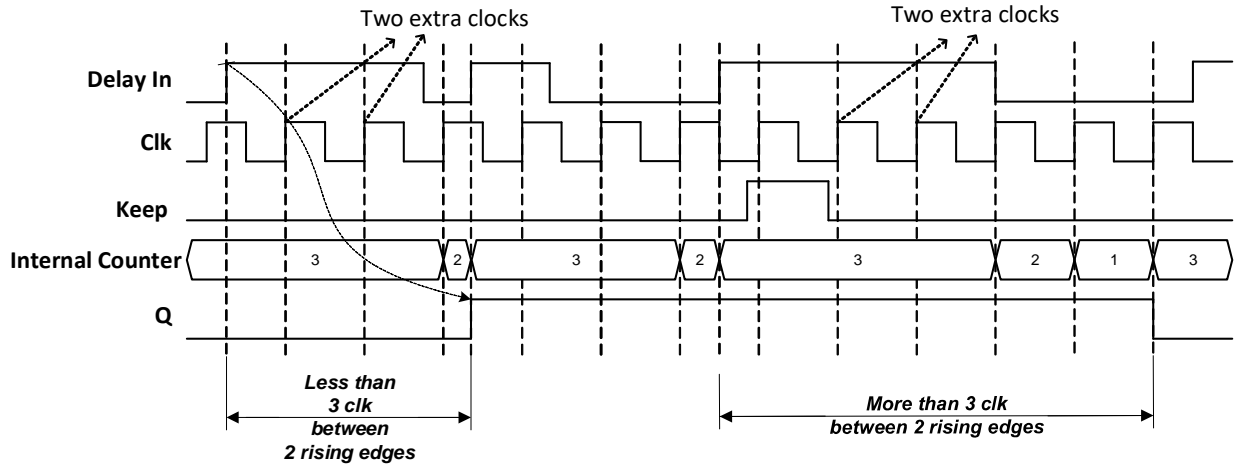 Two extra clocks
Two extra clocks
Delay In
Clk
Keep
Internal Counter
3
2
3
2
3
2
1
3
Q
Less than
3 clk
between
2 rising edges
More than 3 clk
between 2 rising edges